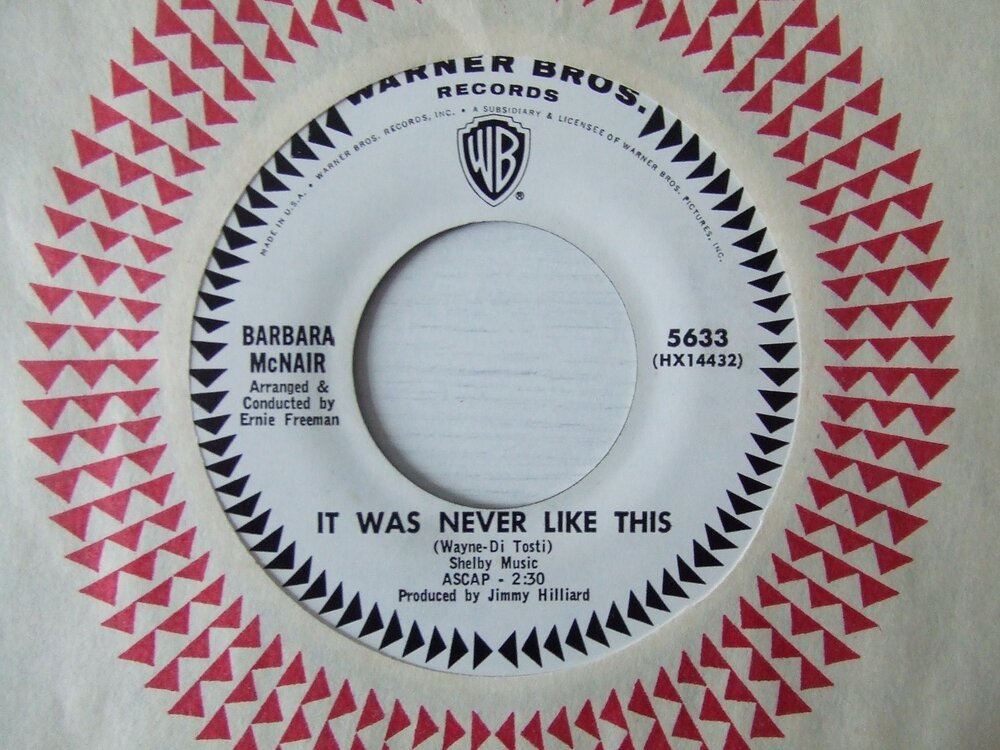 WARNER BROS.
RECORDS
MADE IN U.S.A. • WARNER BROS. RECORDS, INC. • A SUBSIDIARY & LICENSEE OF WARNER BROS. PICTURES, INC.
WB
®
BARBARA
McNAIR
Arranged &
Conducted by
Ernie Freeman
5633
(HX14432)
IT WAS NEVER LIKE THIS
(Wayne-Di Tosti)
Shelby Music
ASCAP - 2:30
Produced by Jimmy Hilliard